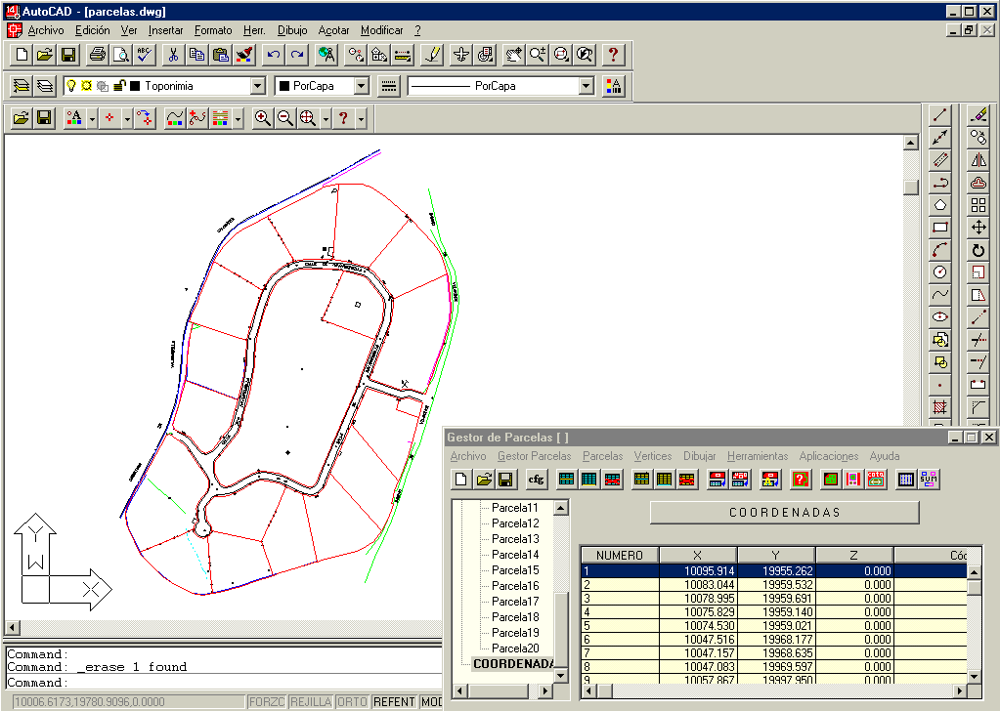 AutoCAD - [parcelas.dwg]
Archivo Edición Ver Insertar Formato Herr. Dibujo Acotar Modificar ?
Toponimia PorCapa PorCapa
Gestor de Parcelas [ ]
Archivo Gestor Parcelas Parcelas Vertices Dibujar Herramientas Aplicaciones Ayuda
cfg SUM
COORDENADAS
Parcela11
Parcela12
Parcela13
Parcela14
Parcela15
Parcela16
Parcela17
Parcela18
Parcela19
Parcela20
COORDENADA
NUMERO X Y Z Cóc
1 10095.914 19955.262 0.000
2 10083.044 19959.532 0.000
3 10078.995 19959.691 0.000
4 10075.829 19959.140 0.000
5 10074.530 19959.021 0.000
6 10047.516 19968.177 0.000
7 10047.157 19968.635 0.000
8 10047.083 19969.597 0.000
9 10057.867 19997.950 0.000
Y
W
X
Command:
Command: _erase 1 found
Command:
10006.6173,19780.9096,0.0000 FORZC REJILLA ORTO REFENT MOD